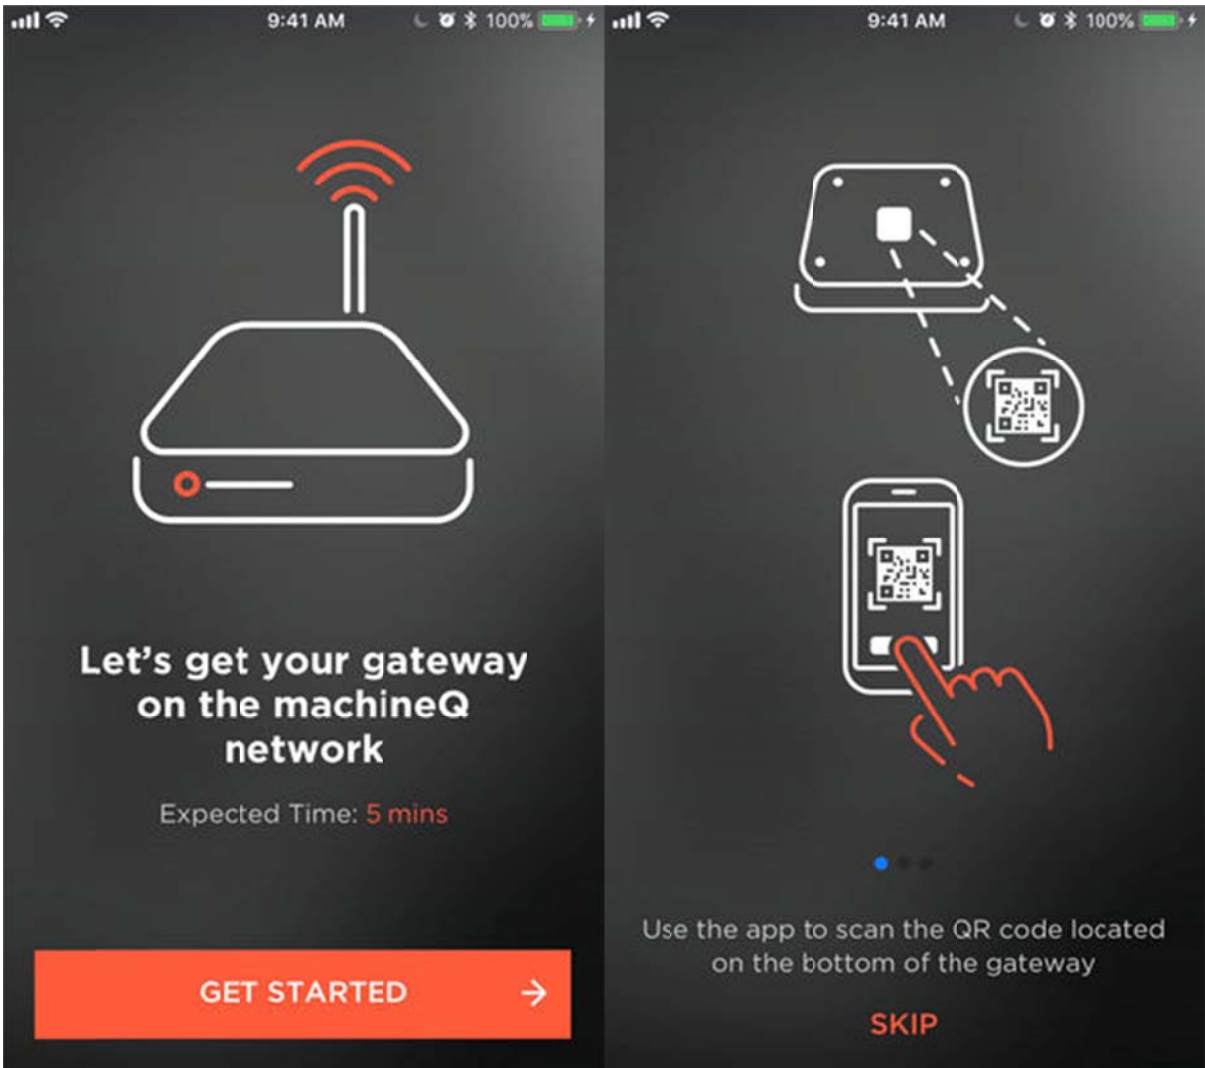 9:41 AM
100%
Let's get your gateway
on the machineQ
network
Expected Time: 5 mins
GET STARTED
9:41 AM
100%
Use the app to scan the QR code located
on the bottom of the gateway
SKIP